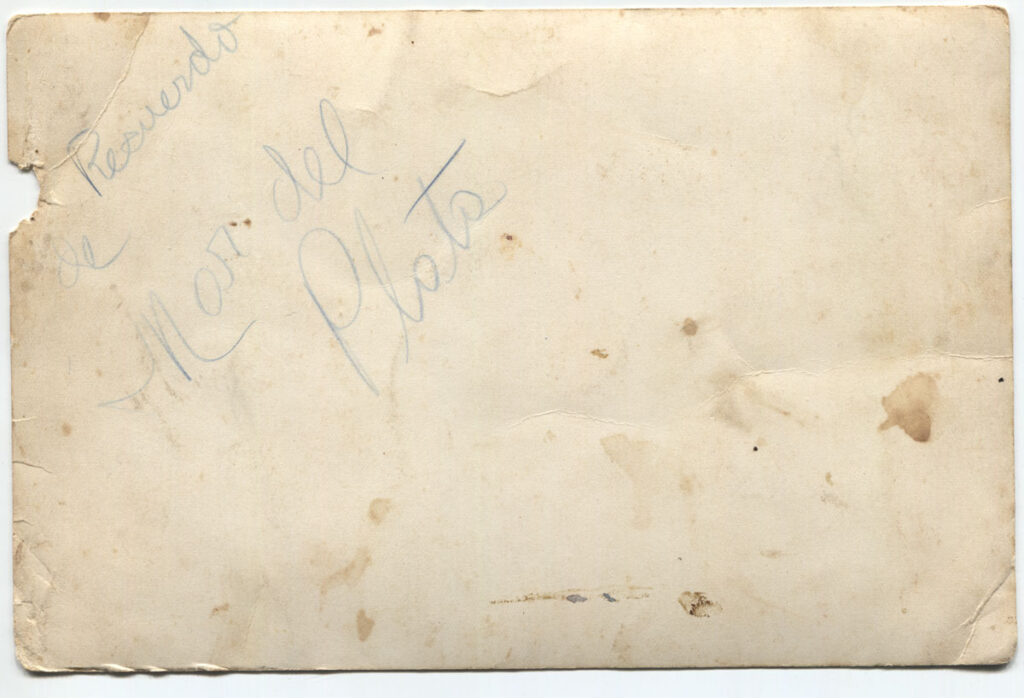 Recuerdo
de
Mar del
Plata